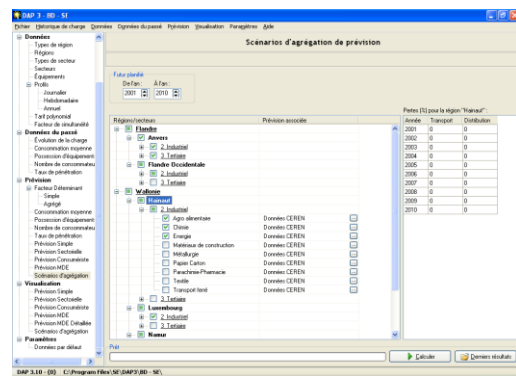 DAP 3 - BD - SE
Fichier Historique de charge Données Données du passé Prévision Visualisation Paramètres Aide
Scénarios d'agrégation de prévision
Données
Types de région
Régions
Types de secteur
Secteurs
Équipements
Profils
Journalier
Hebdomadaire
Annuel
Tarif polynomial
Facteur de simultanéité
Données du passé
Évolution de la charge
Consommation moyenne
Possession d'équipement
Nombre de consommateu
Taux de pénétration
Prévision
Facteur Déterminant
Simple
Agrégé
Consommation moyenne
Possession d'équipement
Nombre de consommateu
Taux de pénétration
Prévision Simple
Prévision Sectorielle
Prévision Consumériste
Prévision MDE
Scénarios d'agrégation
Visualisation
Prévision Simple
Prévision Sectorielle
Prévision Consumériste
Prévision MDE
Prévision MDE Détaillée
Scénarios d'agrégation
Paramètres
Données par défaut
Futur planifié
De l'an : À l'an :
2001 2010
Régions/secteurs Prévision associée
Flandre
Anvers
2. Industriel
3. Tertiaire
Flandre Occidentale
2. Industriel
3. Tertiaire
Wallonie
Hainaut
2. Industriel
Agro alimentaire Données CEREN
Chimie Données CEREN
Energie Données CEREN
Matériaux de construction Données CEREN
Métallurgie Données CEREN
Papier Carton Données CEREN
Parachimie-Pharmacie Données CEREN
Textile Données CEREN
Transport ferré Données CEREN
3. Tertiaire
Luxembourg
2. Industriel
3. Tertiaire
Namur
Pertes (%) pour la région "Hainaut" :
Année Transport Distribution
2001 0 0
2002 0 0
2003 0 0
2004 0 0
2005 0 0
2006 0 0
2007 0 0
2008 0 0
2009 0 0
2010 0 0
Prêt
Calculer Derniers résultats
DAP 3.10 - (0) C:\Program Files\SE\DAP3\BD - SE\